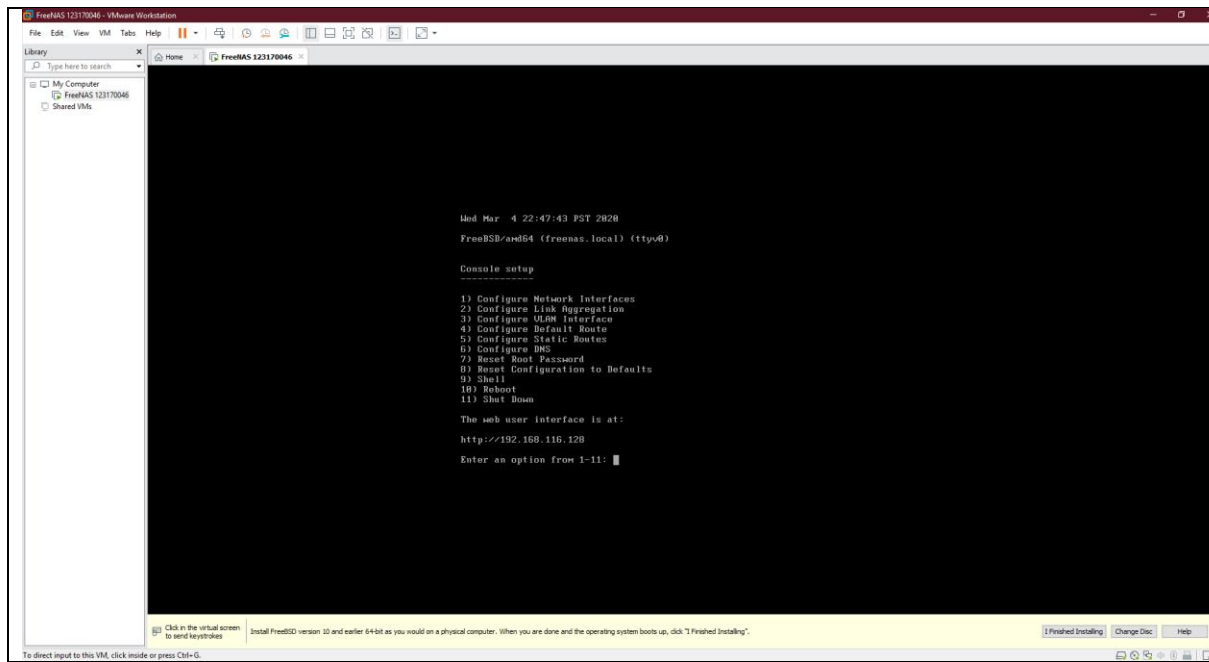 FreeNAS 123170046 - VMware Workstation
File Edit View VM Tabs Help
Library
Type here to search
My Computer
FreeNAS 123170046
Shared VMs
Home
FreeNAS 123170046
Wed Mar 4 22:47:43 PST 2020
FreeBSD/amd64 (freenas.local) (ttyv0)
Console setup
-------------
1) Configure Network Interfaces
2) Configure Link Aggregation
3) Configure VLAN Interface
4) Configure Default Route
5) Configure Static Routes
6) Configure DNS
7) Reset Root Password
8) Reset Configuration to Defaults
9) Shell
10) Reboot
11) Shut Down
The web user interface is at:
http://192.168.116.128
Enter an option from 1-11:
Click in the virtual screen
to send keystrokes
Install FreeBSD version 10 and earlier 64-bit as you would on a physical computer. When you are done and the operating system boots up, click "I Finished Installing".
I Finished Installing
Change Disc
Help
To direct input to this VM, click inside or press Ctrl+G.